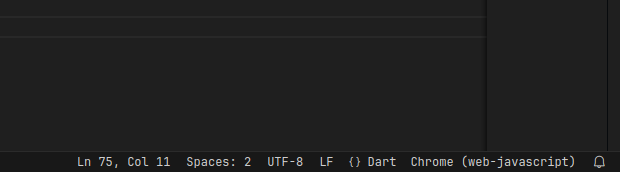 Ln 75, Col 11 Spaces: 2 UTF-8 LF {} Dart Chrome (web-javascript)